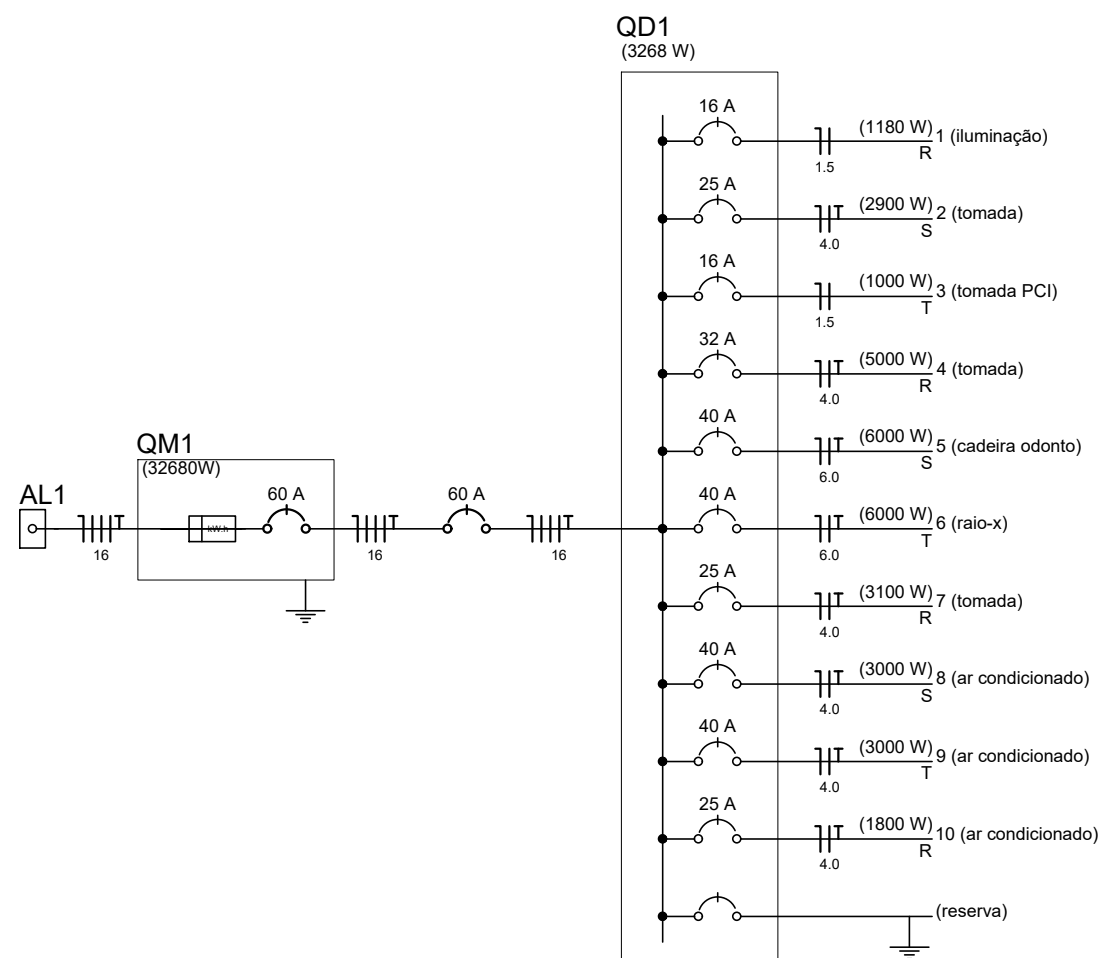 QD1
(3268 W)
16 A
(1180 W)
1 (iluminação)
R
1.5
25 A
(2900 W)
2 (tomada)
S
4.0
16 A
(1000 W)
3 (tomada PCI)
T
1.5
32 A
(5000 W)
4 (tomada)
R
4.0
40 A
(6000 W)
5 (cadeira odonto)
S
6.0
QM1
(32680W)
AL1
60 A
60 A
kW.h
16
16
16
40 A
(6000 W)
6 (raio-x)
T
6.0
25 A
(3100 W)
7 (tomada)
R
4.0
40 A
(3000 W)
8 (ar condicionado)
S
4.0
40 A
(3000 W)
9 (ar condicionado)
T
4.0
25 A
(1800 W)
10 (ar condicionado)
R
4.0
(reserva)